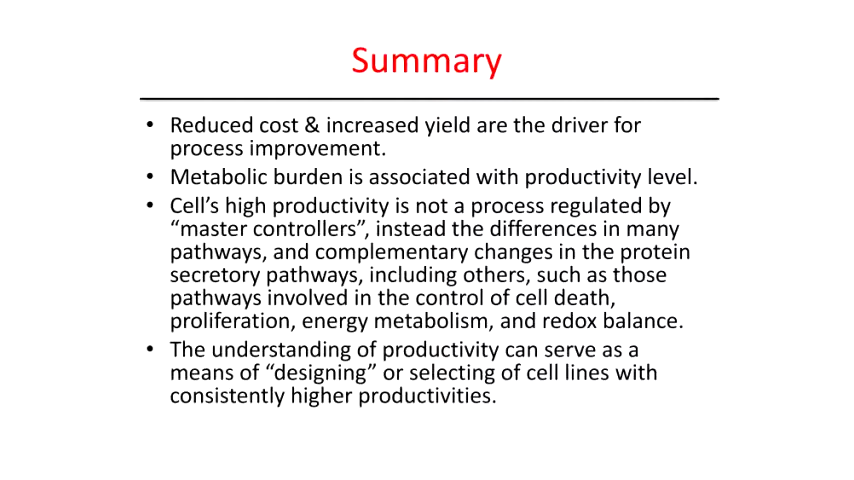 Summary
• Reduced cost & increased yield are the driver for
process improvement.
• Metabolic burden is associated with productivity level.
• Cell’s high productivity is not a process regulated by
“master controllers”, instead the differences in many
pathways, and complementary changes in the protein
secretory pathways, including others, such as those
pathways involved in the control of cell death,
proliferation, energy metabolism, and redox balance.
• The understanding of productivity can serve as a
means of “designing” or selecting of cell lines with
consistently higher productivities.